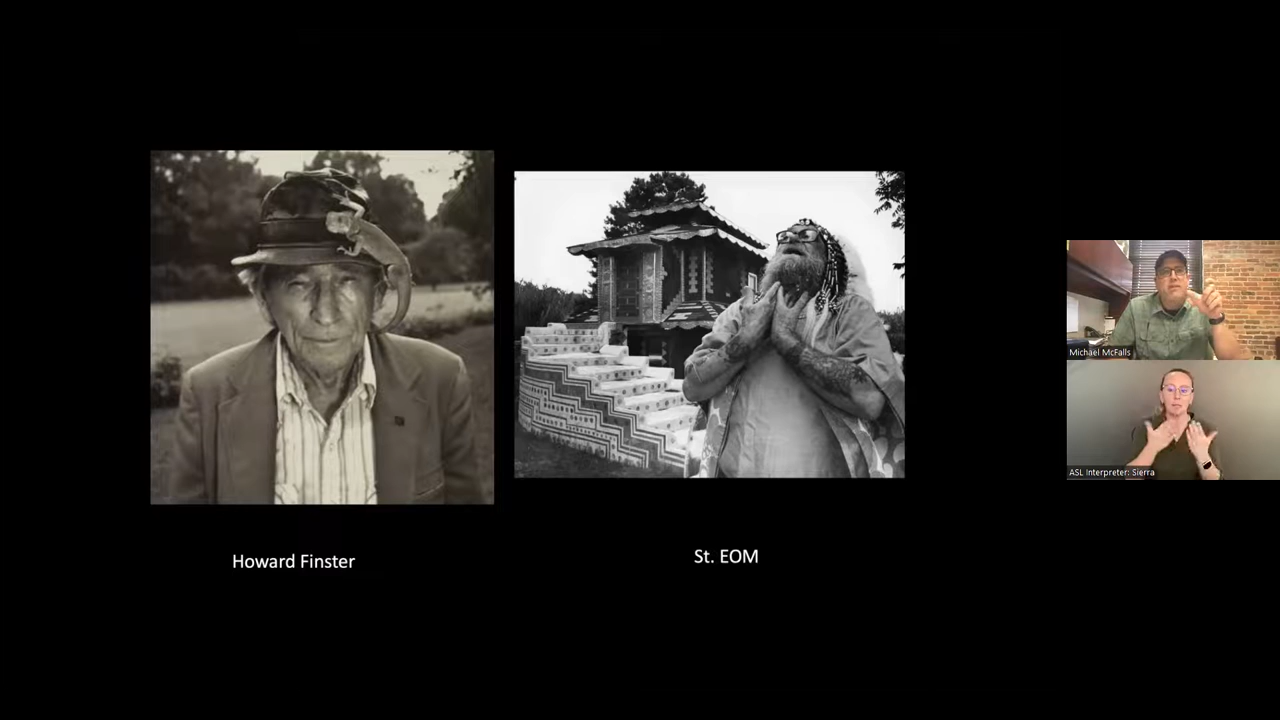 Howard Finster
St. EOM
Michael McFalls
ASL Interpreter: Sierra